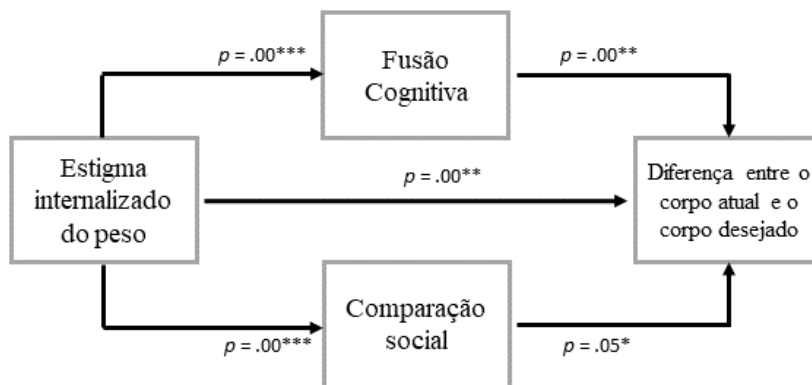 p = .00***
Fusão
Cognitiva
p = .00**
Estigma
internalizado
do peso
p = .00**
Diferença entre o
corpo atual e o
corpo desejado
p = .00***
Comparação
social
p = .05*